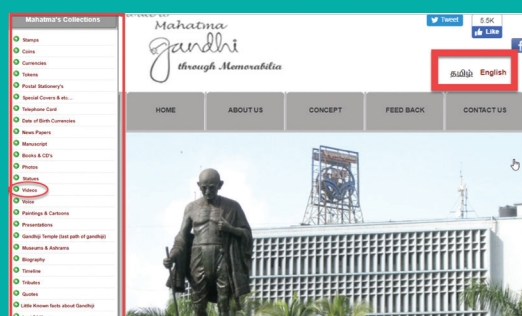 Mahatma's Collections
Stamps
Coins
Currencies
Tokens
Postal Stationery's
Special Covers & etc...
Telephone Card
Date of Birth Currencies
News Papers
Manuscript
Books & CD's
Photos
Statues
Videos
Voice
Paintings & Cartoons
Presentations
Gandhiji Temple (last path of gandhiji)
Museums & Ashrams
Biography
Timeline
Tributes
Quotes
Little Known facts about Gandhiji
Mahatma
Gandhi
through Memorabilia
Tweet
5.5K
Like
தமிழ் English
HOME ABOUT US CONCEPT FEED BACK CONTACT US